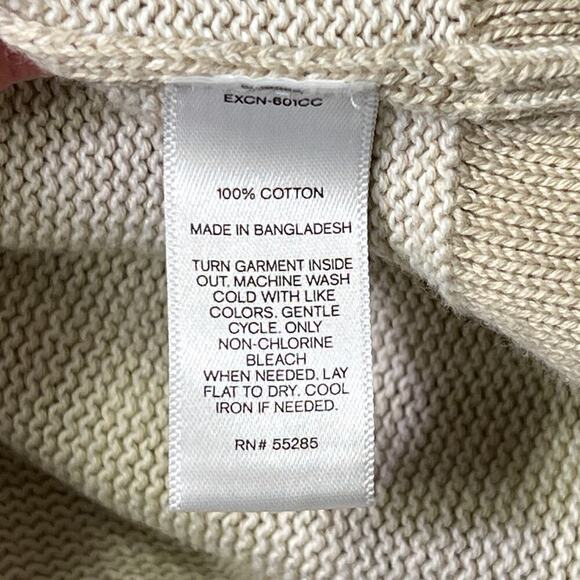 EXCN-601CC
100% COTTON
MADE IN BANGLADESH
TURN GARMENT INSIDE
OUT. MACHINE WASH
COLD WITH LIKE
COLORS. GENTLE
CYCLE. ONLY
NON-CHLORINE
BLEACH
WHEN NEEDED. LAY
FLAT TO DRY. COOL
IRON IF NEEDED.
RN# 55285